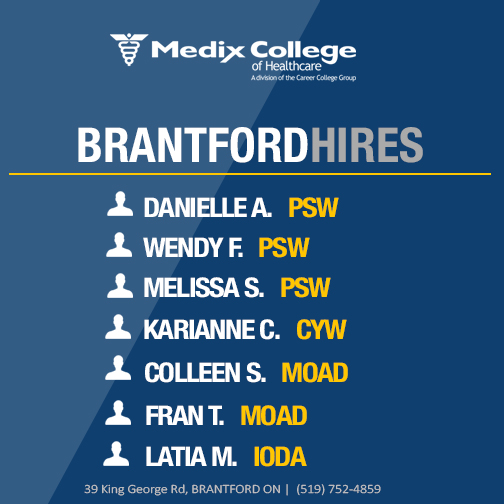 Medix College
of Healthcare
A division of the Career College Group
BRANTFORDHIRES
DANIELLE A. PSW
WENDY F. PSW
MELISSA S. PSW
KARIANNE C. CYW
COLLEEN S. MOAD
FRAN T. MOAD
LATIA M. IODA
39 King George Rd, BRANTFORD ON | (519) 752-4859